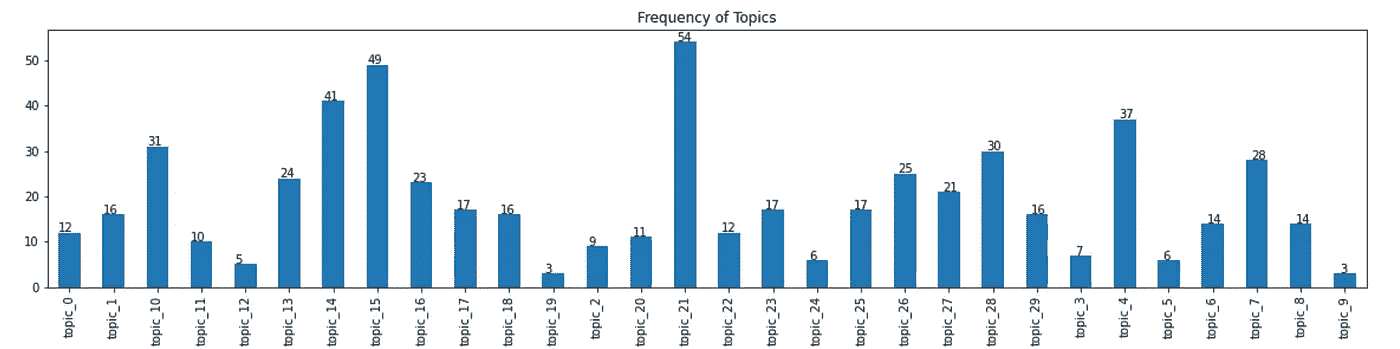 Frequency of Topics
50
40
30
20
10
0
12
16
31
10
5
24
41
49
23
17
16
3
9
11
54
12
17
6
17
25
21
30
16
7
37
6
14
28
14
3
topic_0
topic_1
topic_10
topic_11
topic_12
topic_13
topic_14
topic_15
topic_16
topic_17
topic_18
topic_19
topic_2
topic_20
topic_21
topic_22
topic_23
topic_24
topic_25
topic_26
topic_27
topic_28
topic_29
topic_3
topic_4
topic_5
topic_6
topic_7
topic_8
topic_9